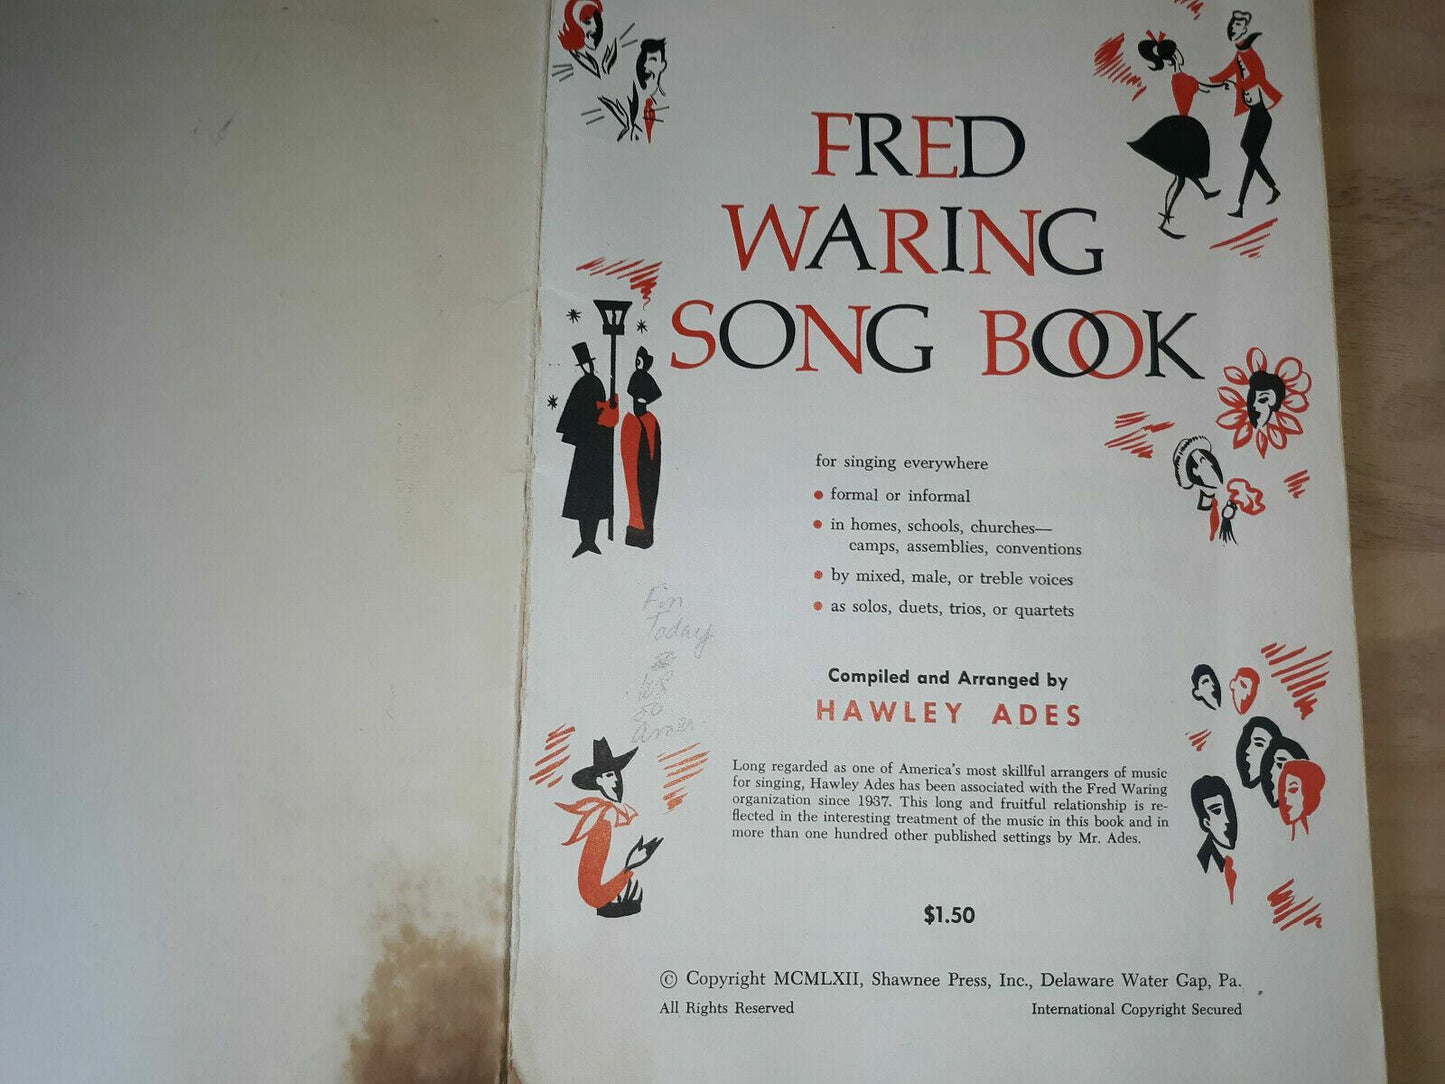 FRED
WARING
SONG BOOK
for singing everywhere
● formal or informal
● in homes, schools, churches—
camps, assemblies, conventions
● by mixed, male, or treble voices
● as solos, duets, trios, or quartets
Today
Compiled and Arranged by
HAWLEY ADES
Long regarded as one of America's most skillful arrangers of music
for singing, Hawley Ades has been associated with the Fred Waring
organization since 1937. This long and fruitful relationship is re-
flected in the interesting treatment of the music in this book and in
more than one hundred other published settings by Mr. Ades.
$1.50
© Copyright MCMLXII, Shawnee Press, Inc., Delaware Water Gap, Pa.
All Rights Reserved International Copyright Secured